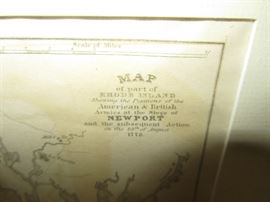 Scale of Miles
MAP
of part of
RHODE ISLAND
Shewing the Positions of the
American & British
Armies at the Siege of
NEWPORT
and the subsequent Action
on the 29th of August
1778.